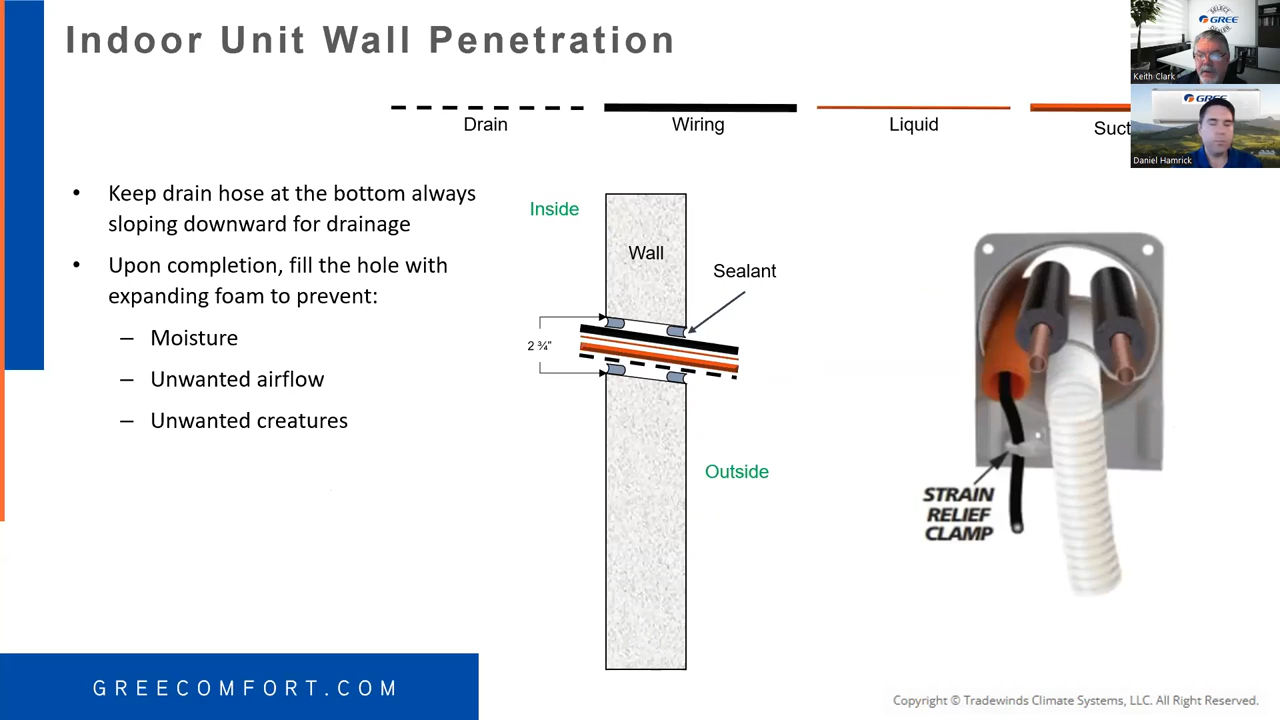 Indoor Unit Wall Penetration
SELECT
GREE
DEALER
Keith Clark
GREE
Daniel Hamrick
Drain
Wiring
Liquid
Suct
• Keep drain hose at the bottom always
sloping downward for drainage
• Upon completion, fill the hole with
expanding foam to prevent:
– Moisture
– Unwanted airflow
– Unwanted creatures
Inside
Wall
Sealant
2 ¾"
Outside
STRAIN
RELIEF
CLAMP
GREECOMFORT.COM
Copyright © Tradewinds Climate Systems, LLC. All Right Reserved.